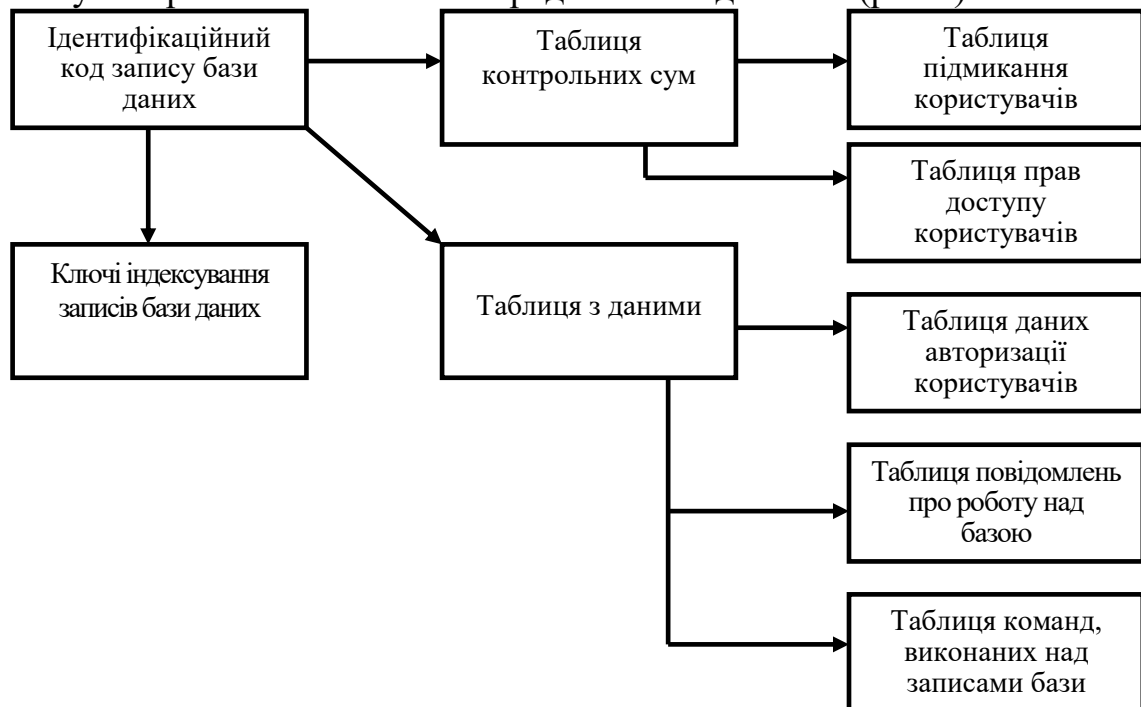 Ідентифікаційний
код запису бази
даних
Таблиця
контрольних сум
Таблиця
підмикання
користувачів
Таблиця прав
доступу
користувачів
Ключі індексування
записів бази даних
Таблиця з даними
Таблиця даних
авторизації
користувачів
Таблиця повідомлень
про роботу над
базою
Таблиця команд,
виконаних над
записами бази